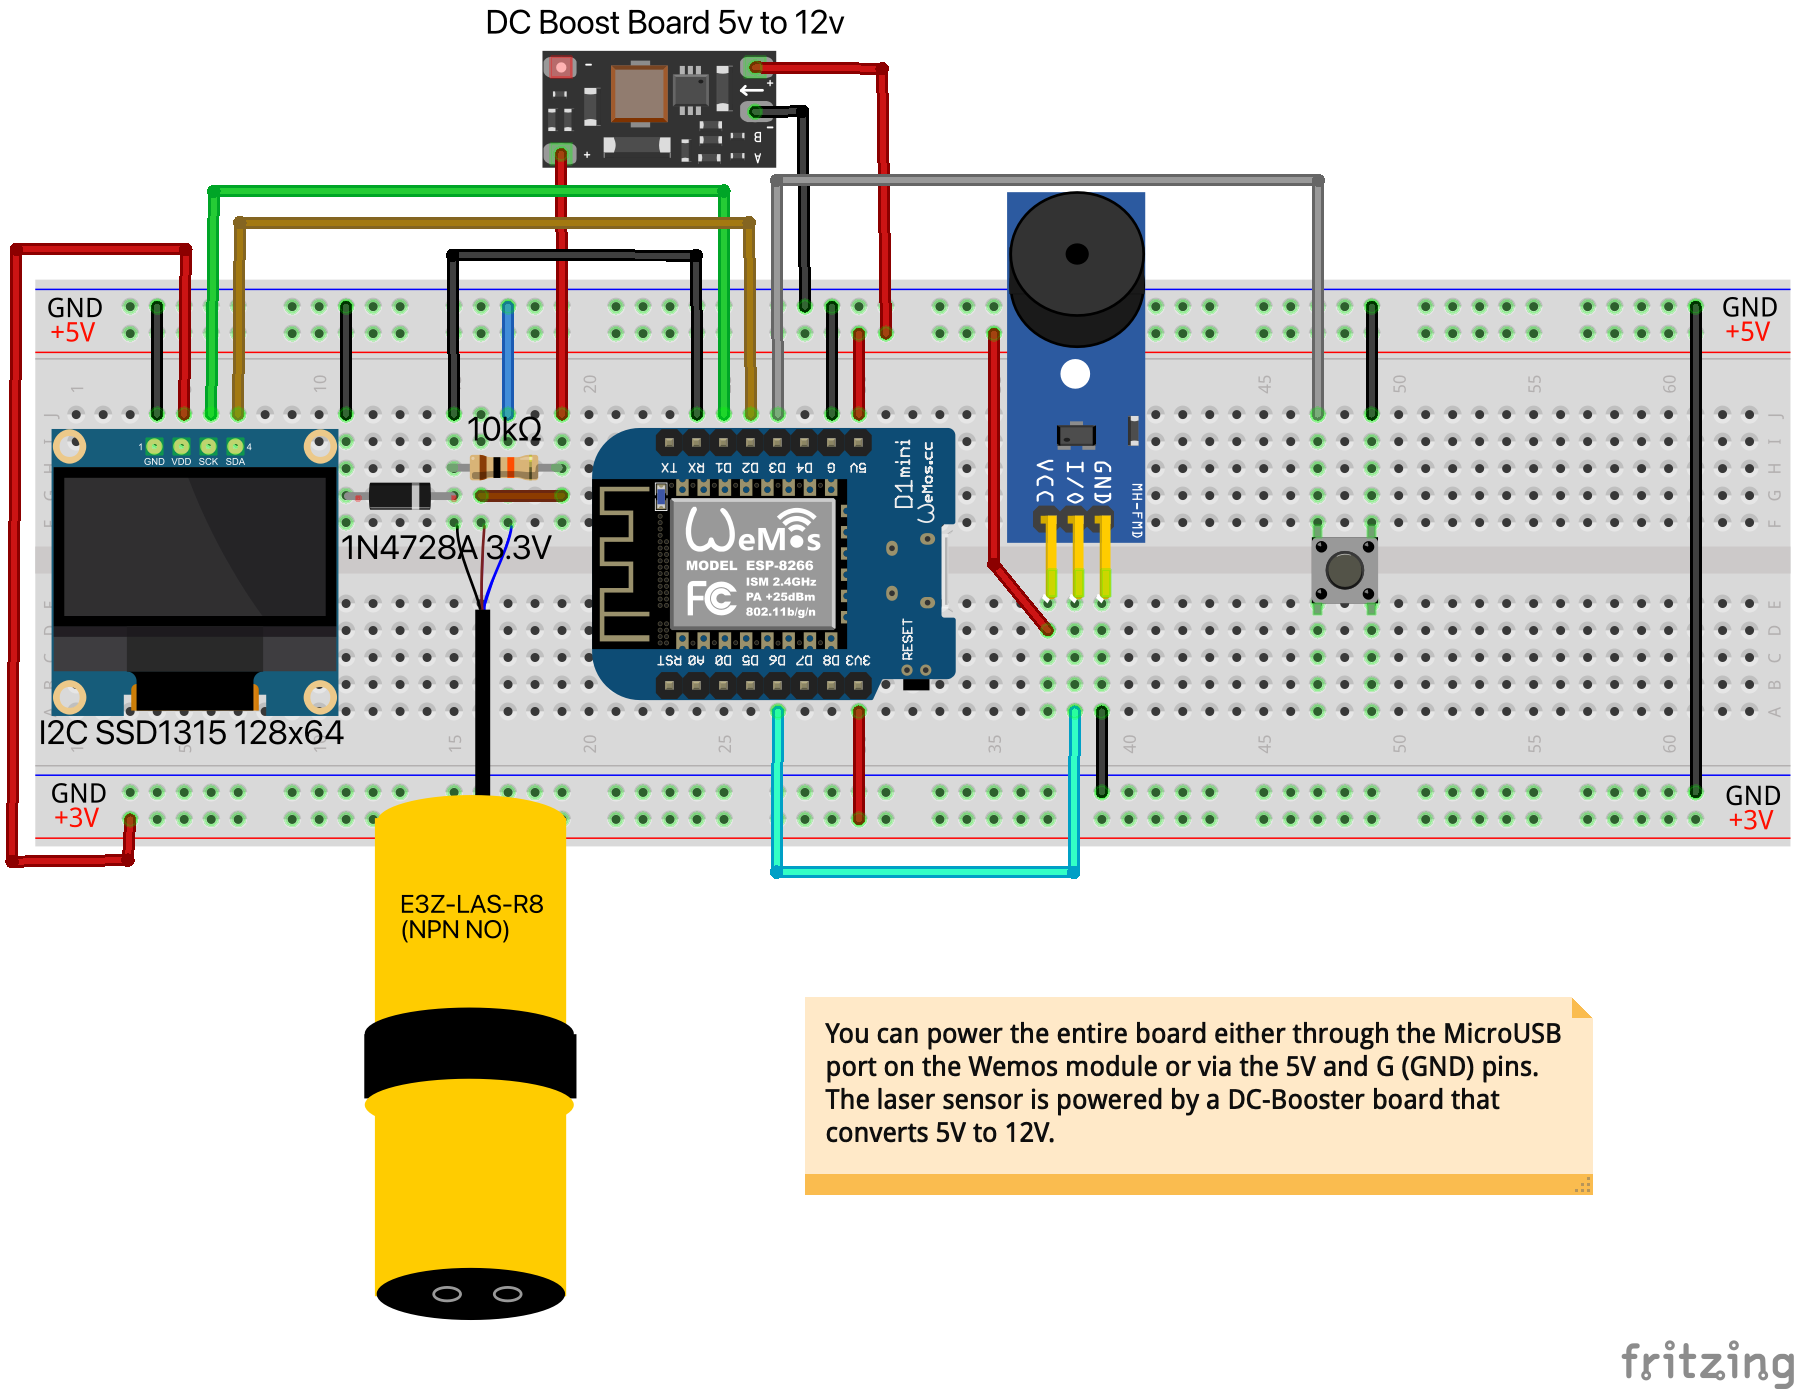 DC Boost Board 5v to 12v
-
+
-
B
+
A
GND
+5V
GND
+5V
1
10
20
45
50
55
60
J
J
10kΩ
1
4
GND
VDD
SCK
SDA
TX
RX
D1
D2
D3
D4
G
5V
D1mini
WeMos.cc
VCC
I/O
GND
MH-FMD
I
H
G
F
1N4728A 3.3V
WeMos
MODEL ESP-8266
ISM 2.4GHz
PA +25dBm
802.11b/g/n
FC
RESET
RST
A0
D0
D5
D6
D7
D8
3V3
E
D
C
B
A
I2C SSD1315 128x64
15
20
25
35
40
45
50
55
60
GND
+3V
GND
+3V
E3Z-LAS-R8
(NPN NO)
You can power the entire board either through the MicroUSB
port on the Wemos module or via the 5V and G (GND) pins.
The laser sensor is powered by a DC-Booster board that
converts 5V to 12V.
fritzing